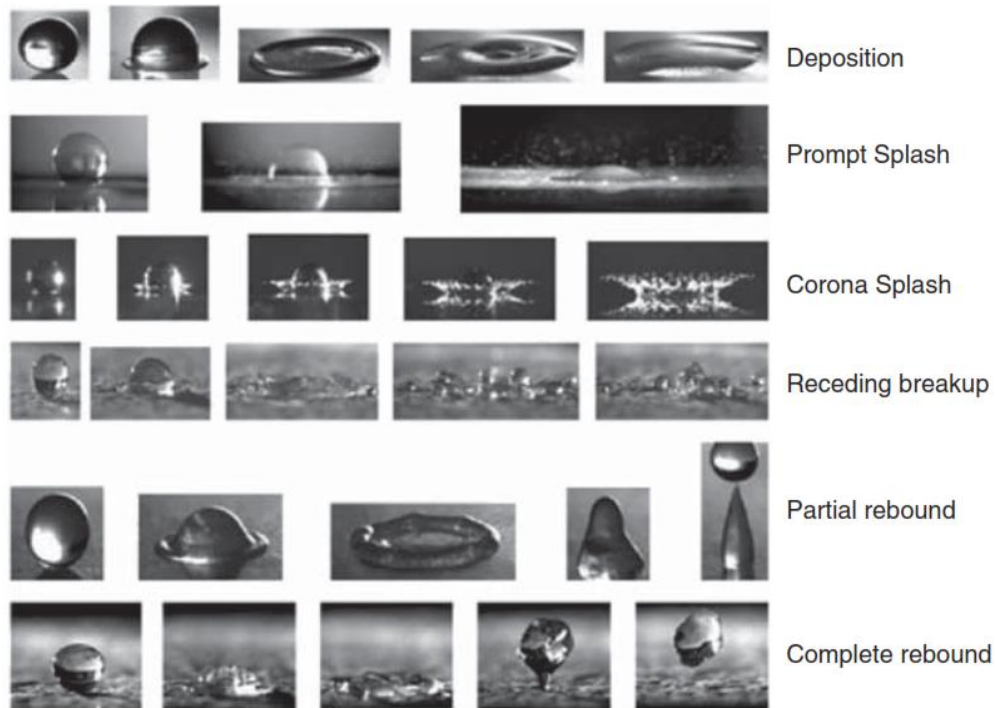 Deposition
Prompt Splash
Corona Splash
Receding breakup
Partial rebound
Complete rebound